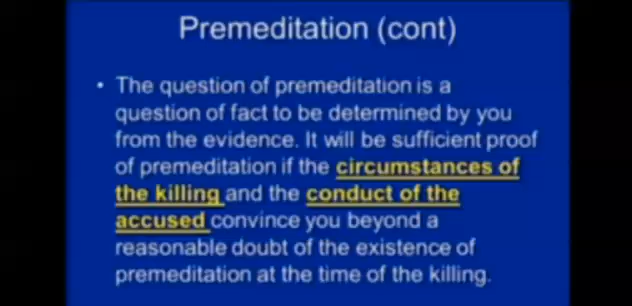 Premeditation (cont)
• The question of premeditation is a
question of fact to be determined by you
from the evidence. It will be sufficient proof
of premeditation if the circumstances of
the killing and the conduct of the
accused convince you beyond a
reasonable doubt of the existence of
premeditation at the time of the killing.